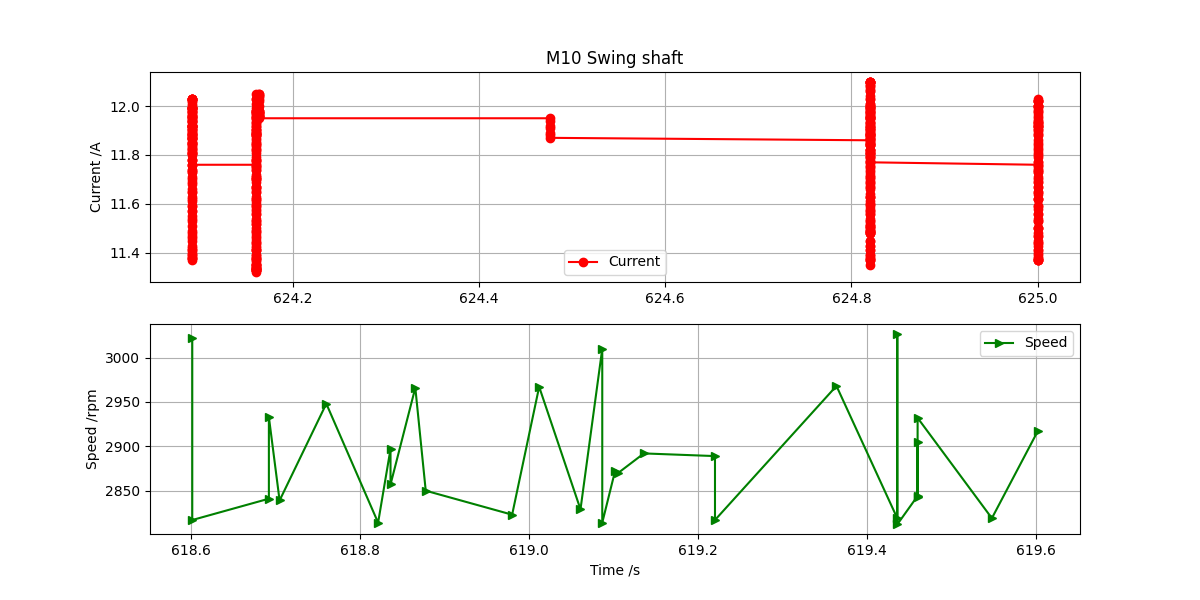 M10 Swing shaft
Current /A
12.0
11.8
11.6
11.4
Current
624.2 624.4 624.6 624.8 625.0
Speed /rpm
3000
2950
2900
2850
Speed
618.6 618.8 619.0 619.2 619.4 619.6
Time /s